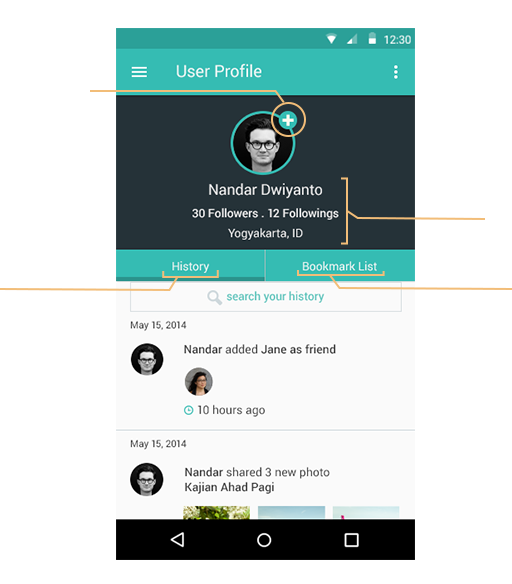 12:30
User Profile
Nandar Dwiyanto
30 Followers . 12 Followings
Yogyakarta, ID
History
Bookmark List
search your history
May 15, 2014
Nandar added Jane as friend
10 hours ago
May 15, 2014
Nandar shared 3 new photo
Kajian Ahad Pagi